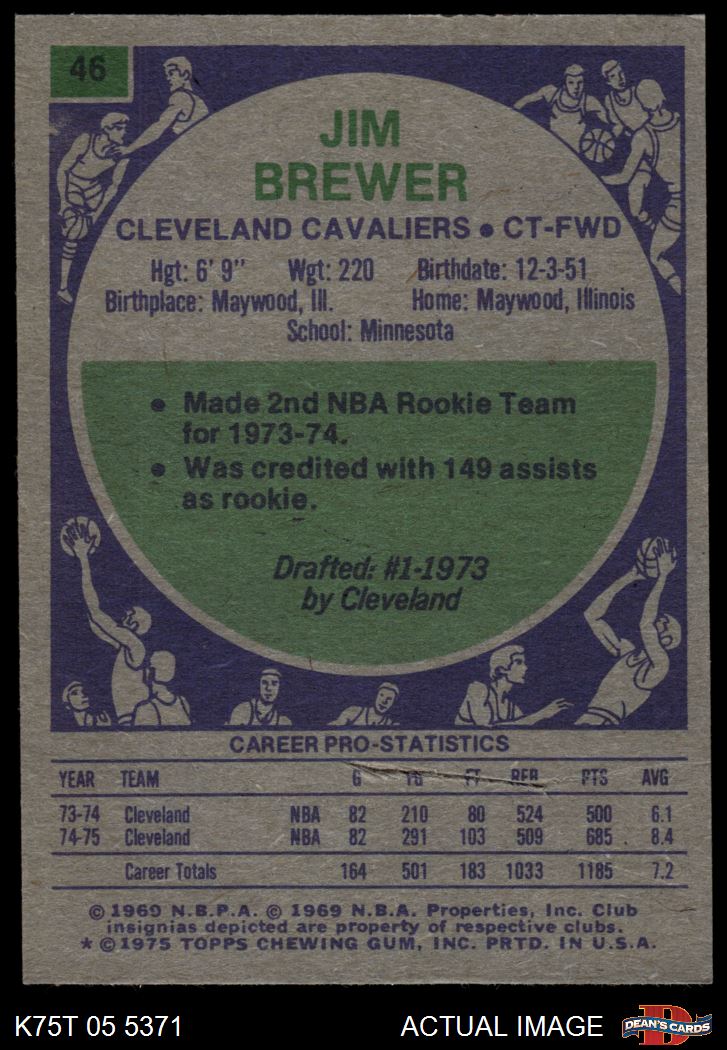 46
JIM
BREWER
CLEVELAND CAVALIERS • CT-FWD
Hgt: 6' 9" Wgt: 220 Birthdate: 12-3-51
Birthplace: Maywood, Ill. Home: Maywood, Illinois
School: Minnesota
• Made 2nd NBA Rookie Team
for 1973-74.
• Was credited with 149 assists
as rookie.
Drafted: #1-1973
by Cleveland
CAREER PRO-STATISTICS
YEAR TEAM G FG FT REB PTS AVG
73-74 Cleveland NBA 82 210 80 524 500 6.1
74-75 Cleveland NBA 82 291 103 509 685 8.4
Career Totals 164 501 183 1033 1185 7.2
© 1969 N.B.P.A. © 1969 N.B.A. Properties, Inc. Club
insignias depicted are property of respective clubs.
* © 1975 TOPPS CHEWING GUM, INC. PRTD. IN U.S.A.
K75T 05 5371 ACTUAL IMAGE DEAN'S CARDS